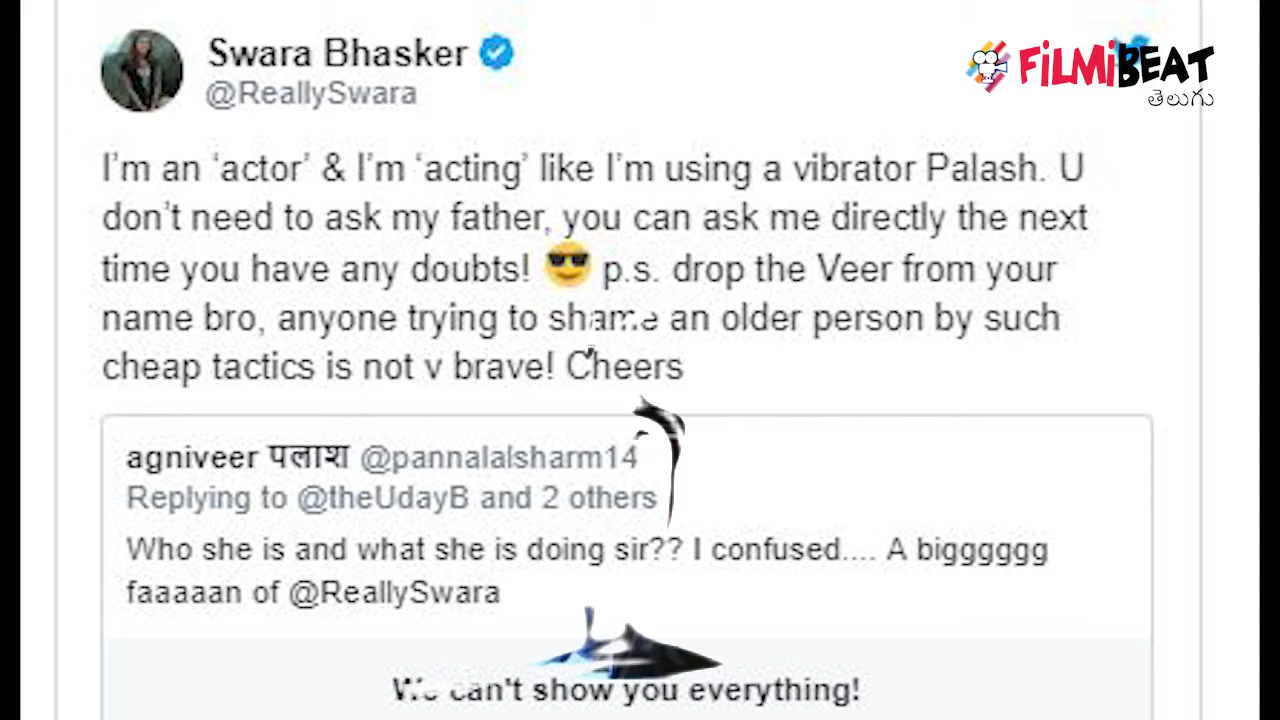 Swara Bhasker
@ReallySwara
FiLMiBEAT
తెలుగు
I'm an ‘actor’ & I'm ‘acting’ like I'm using a vibrator Palash. U
don't need to ask my father, you can ask me directly the next
time you have any doubts! 😎 p.s. drop the Veer from your
name bro, anyone trying to shame an older person by such
cheap tactics is not v brave! Cheers
agniveer पलाश @pannalalsharm14
Replying to @theUdayB and 2 others
Who she is and what she is doing sir?? I confused.... A bigggggg
faaaaan of @ReallySwara
We can't show you everything!